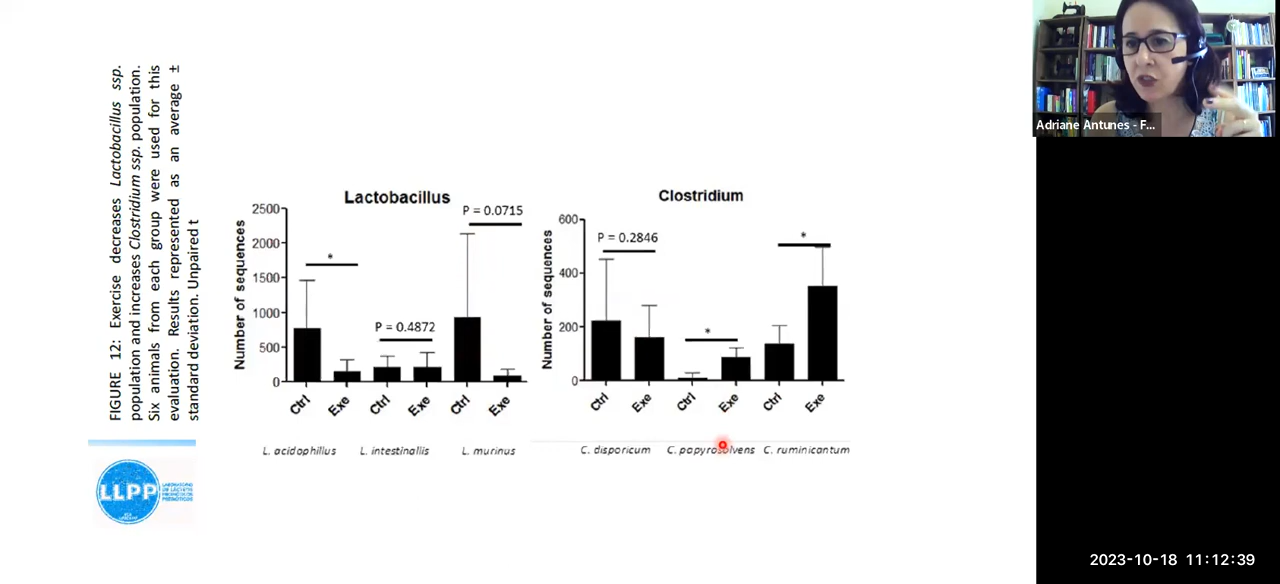 FIGURE 12: Exercise decreases Lactobacillus ssp.
population and increases Clostridium ssp. population.
Six animals from each group were used for this
evaluation. Results represented as an average ±
standard deviation. Unpaired t
Lactobacillus
Number of sequences
2500
2000
1500
1000
500
0
*
P = 0.4872
P = 0.0715
Ctrl
Exe
Ctrl
Exe
Ctrl
Exe
L. acidophillus
L. intestinallis
L. murinus
Clostridium
Number of sequences
600
400
200
0
P = 0.2846
*
*
Ctrl
Exe
Ctrl
Exe
Ctrl
Exe
C. disporicum
C. papyrosolvens
C. ruminicantum
LLPP
Adriane Antunes - F...
2023-10-18 11:12:39